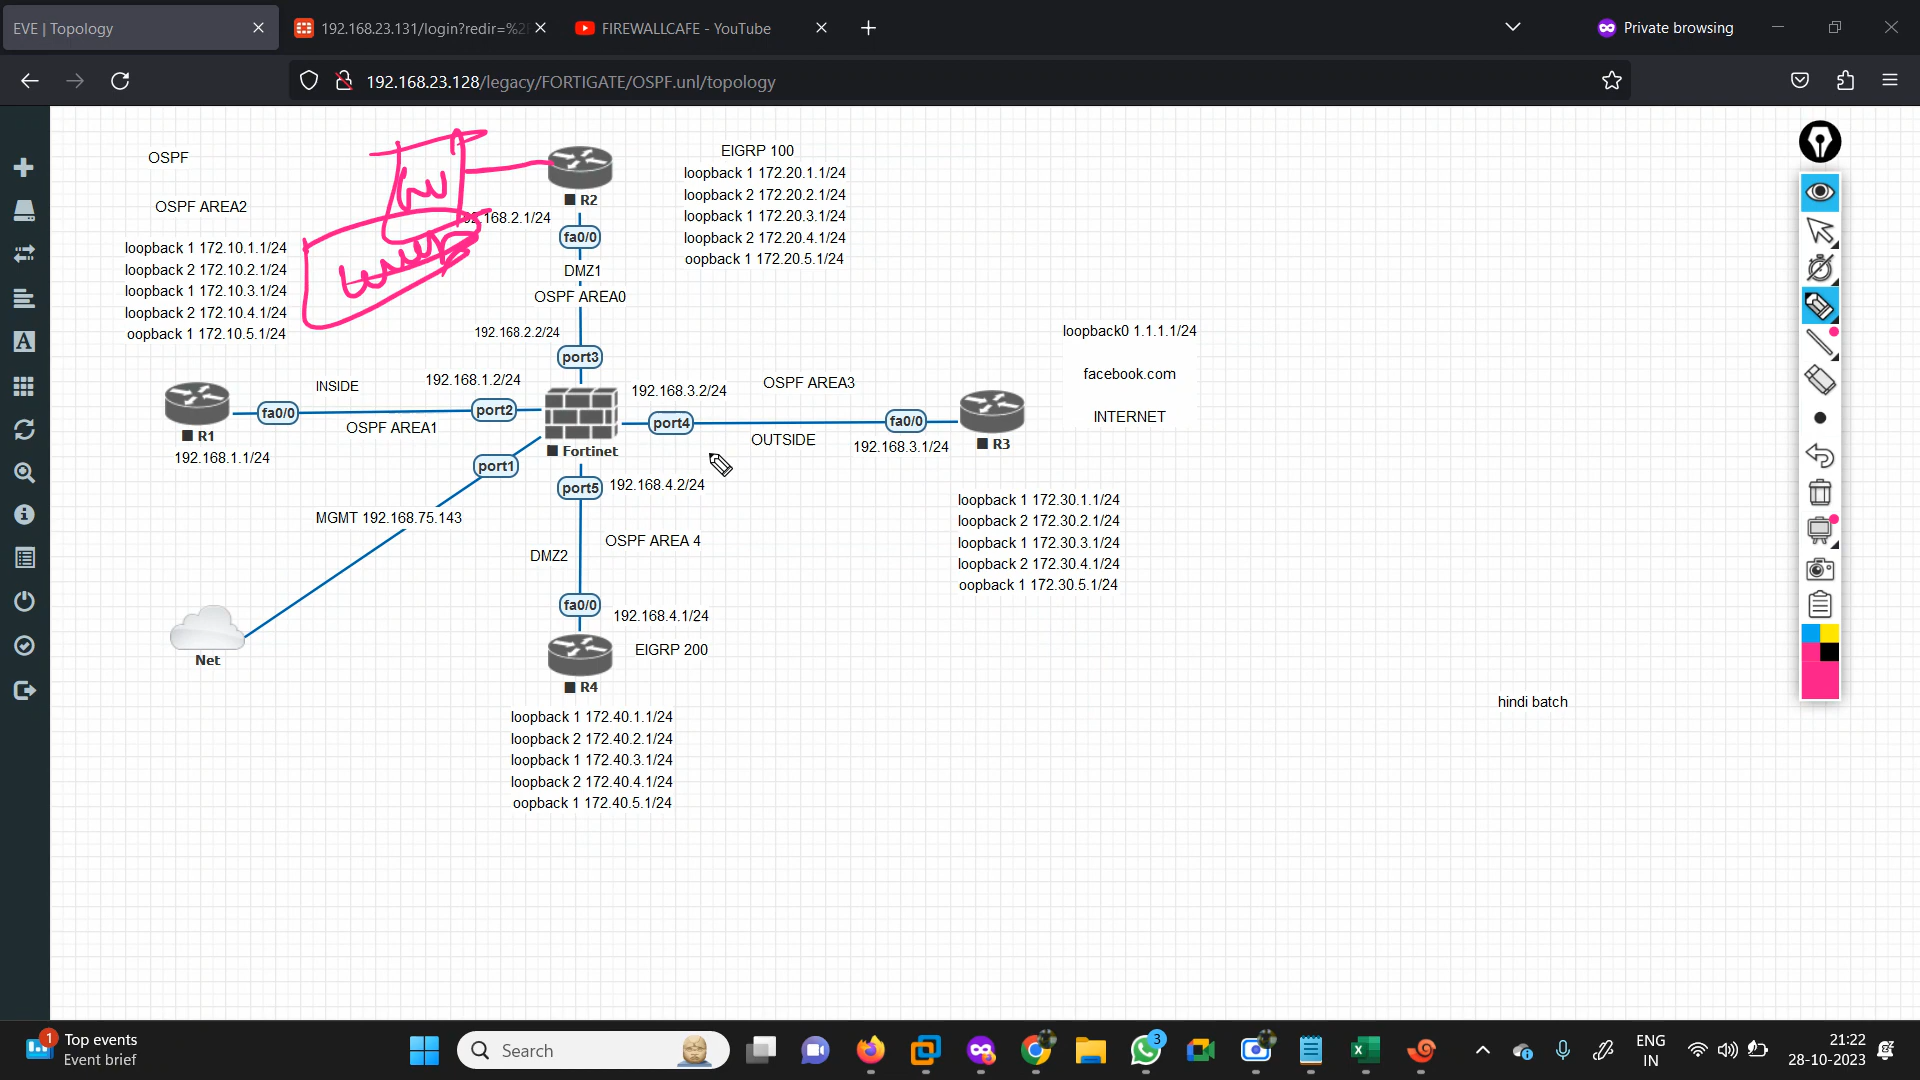 EVE | Topology
192.168.23.131/login?redir=%2
FIREWALLCAFE - YouTube
Private browsing
192.168.23.128/legacy/FORTIGATE/OSPF.unl/topology
OSPF
OSPF AREA2
loopback 1 172.10.1.1/24
loopback 2 172.10.2.1/24
loopback 1 172.10.3.1/24
loopback 2 172.10.4.1/24
oopback 1 172.10.5.1/24
R2
168.2.1/24
fa0/0
DMZ1
OSPF AREA0
192.168.2.2/24
port3
EIGRP 100
loopback 1 172.20.1.1/24
loopback 2 172.20.2.1/24
loopback 1 172.20.3.1/24
loopback 2 172.20.4.1/24
oopback 1 172.20.5.1/24
loopback0 1.1.1.1/24
facebook.com
INTERNET
INSIDE
192.168.1.2/24
fa0/0
port2
OSPF AREA1
R1
192.168.1.1/24
Fortinet
192.168.3.2/24
port4
OSPF AREA3
OUTSIDE
fa0/0
192.168.3.1/24
R3
port1
port5
192.168.4.2/24
MGMT 192.168.75.143
Net
DMZ2
OSPF AREA 4
fa0/0
192.168.4.1/24
EIGRP 200
R4
loopback 1 172.30.1.1/24
loopback 2 172.30.2.1/24
loopback 1 172.30.3.1/24
loopback 2 172.30.4.1/24
oopback 1 172.30.5.1/24
loopback 1 172.40.1.1/24
loopback 2 172.40.2.1/24
loopback 1 172.40.3.1/24
loopback 2 172.40.4.1/24
oopback 1 172.40.5.1/24
hindi batch
1
Top events
Event brief
Search
3
ENG
IN
21:22
28-10-2023